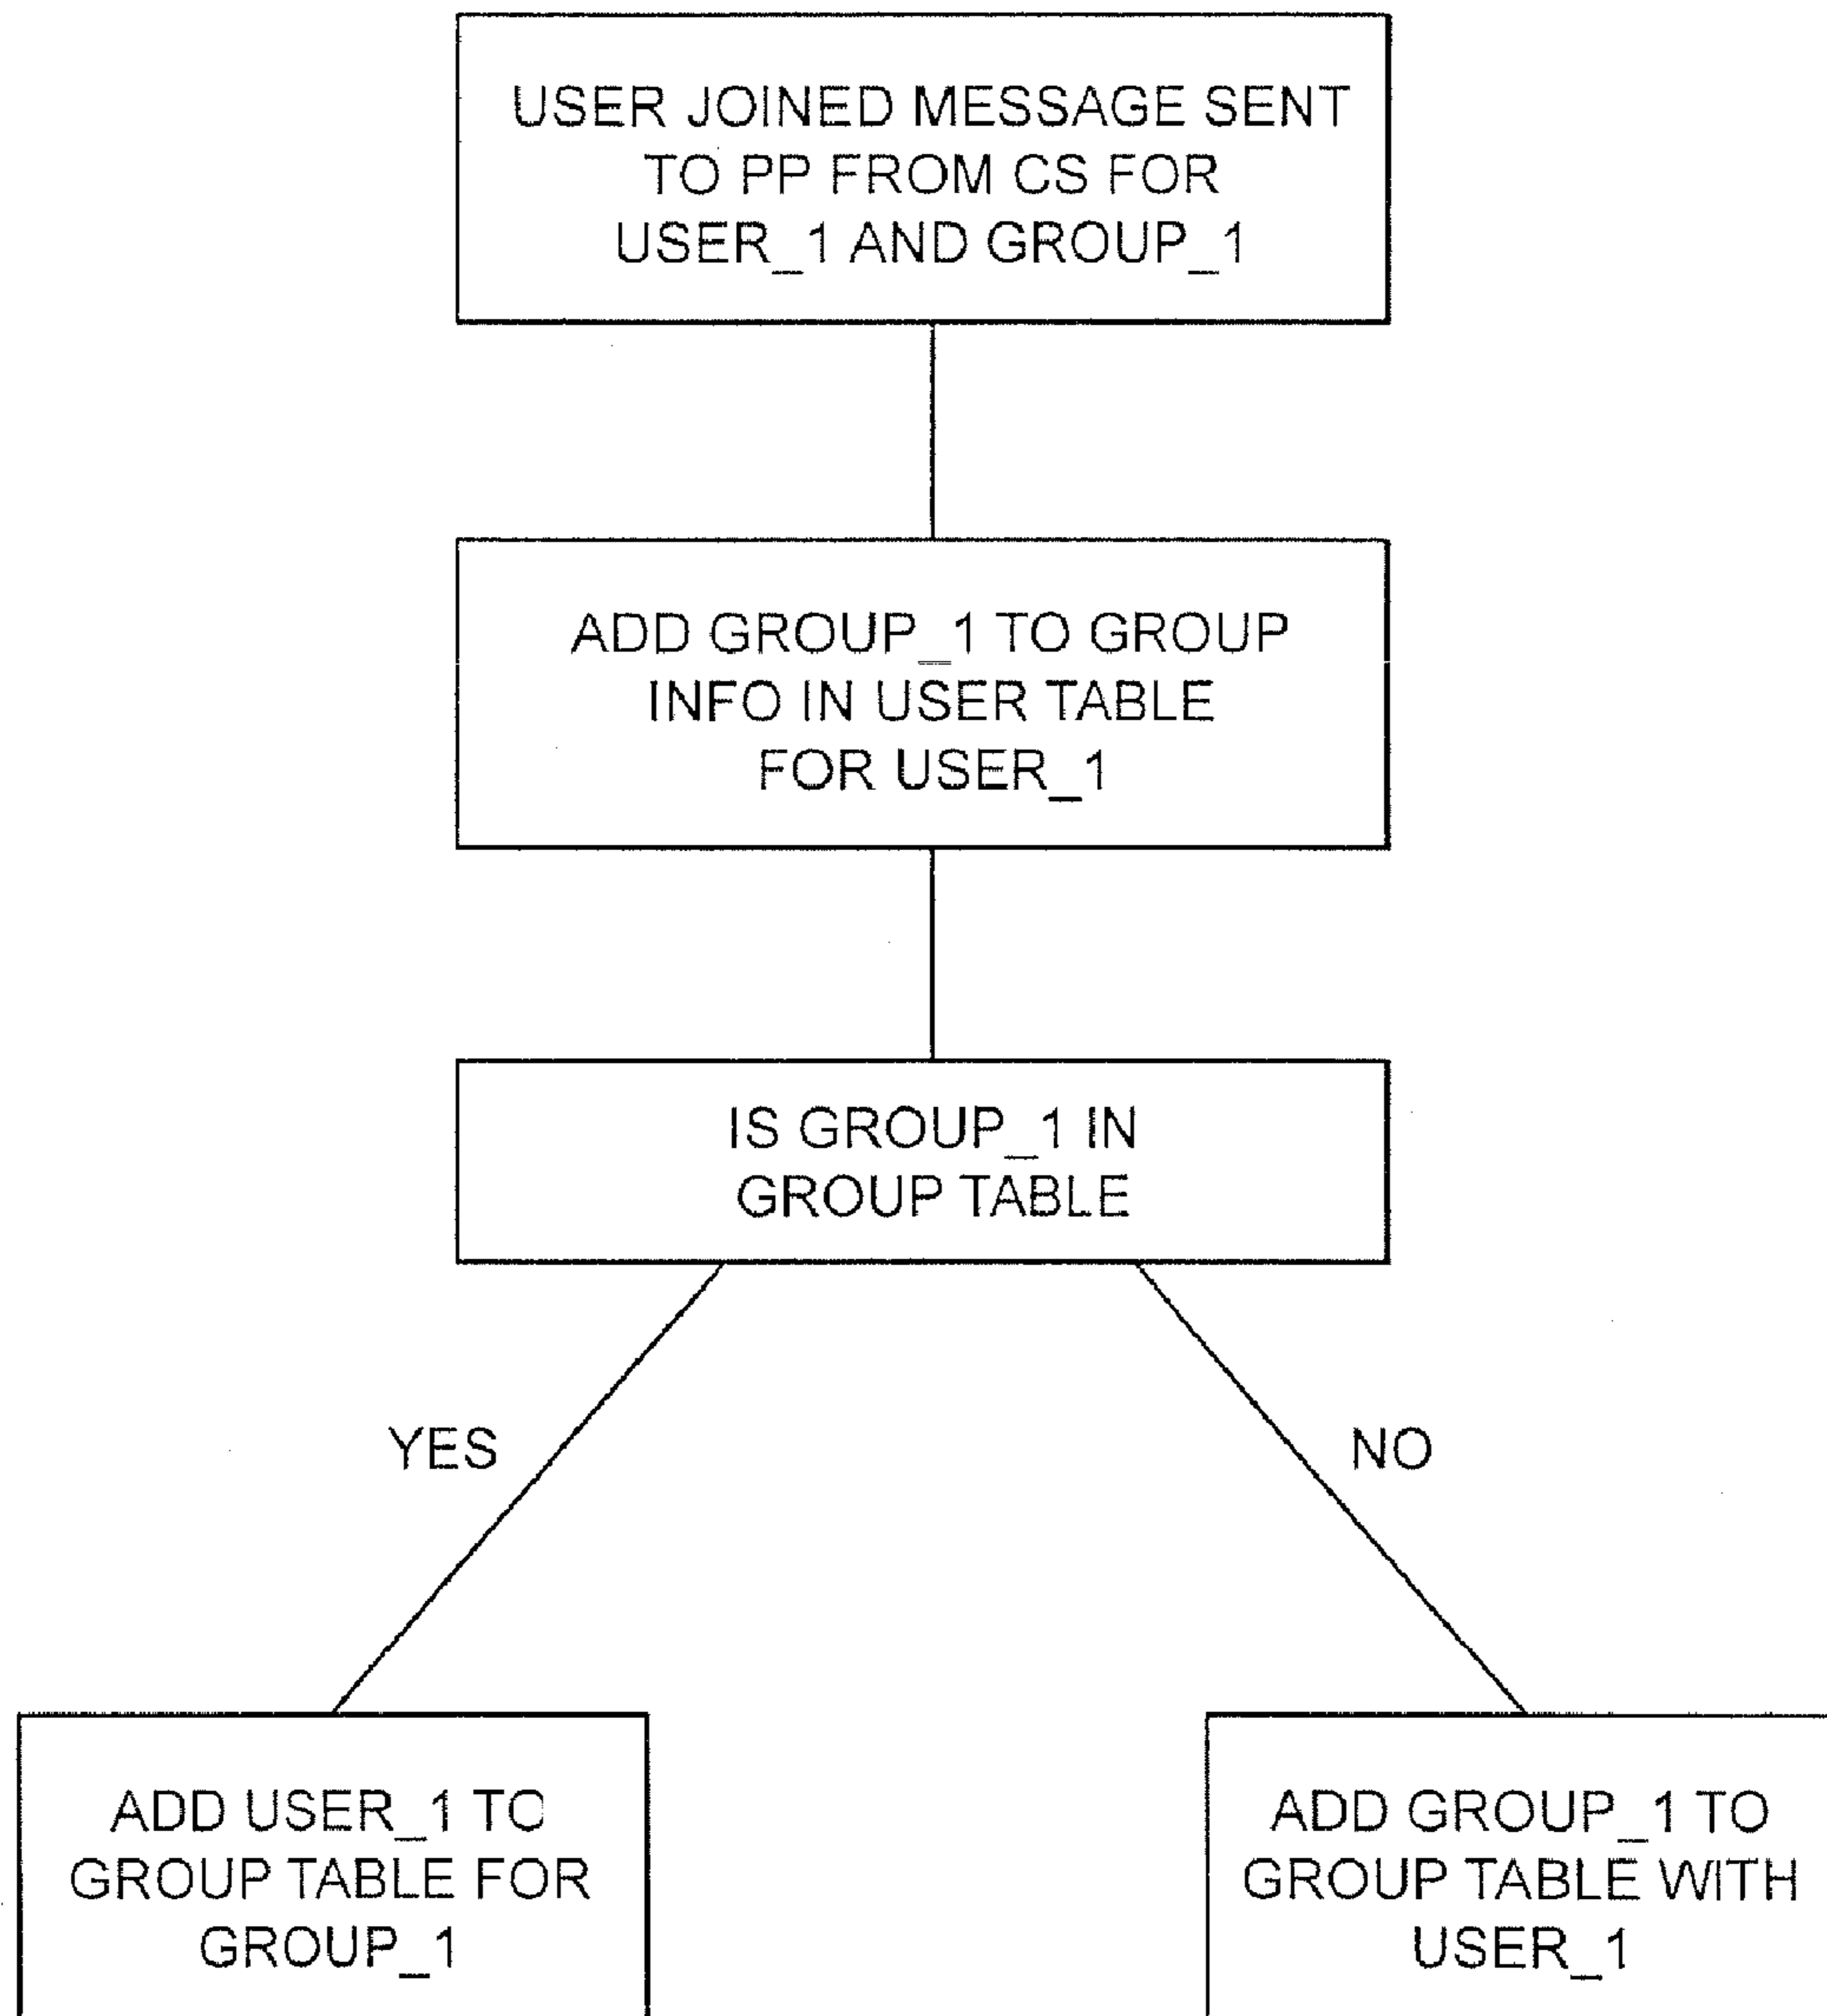 USER JOINED MESSAGE SENT
TO PP FROM CS FOR
USER_1 AND GROUP_1
ADD GROUP_1 TO GROUP
INFO IN USER TABLE
FOR USER_1
IS GROUP_1 IN
GROUP TABLE
YES
NO
ADD USER_1 TO
GROUP TABLE FOR
GROUP_1
ADD GROUP_1 TO
GROUP TABLE WITH
USER_1